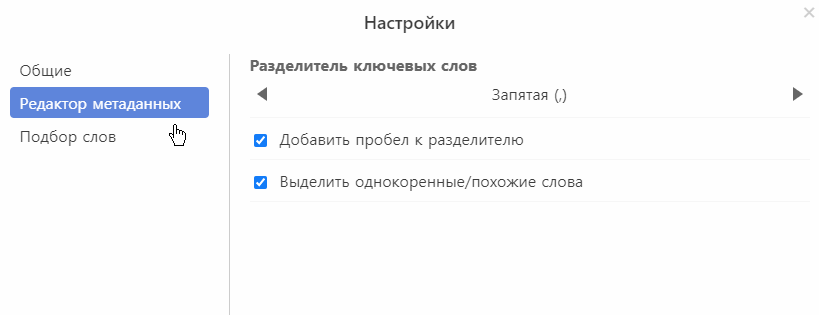 Настройки
Общие
Редактор метаданных
Подбор слов
Разделитель ключевых слов
Запятая (,)
Добавить пробел к разделителю
Выделить однокоренные/похожие слова